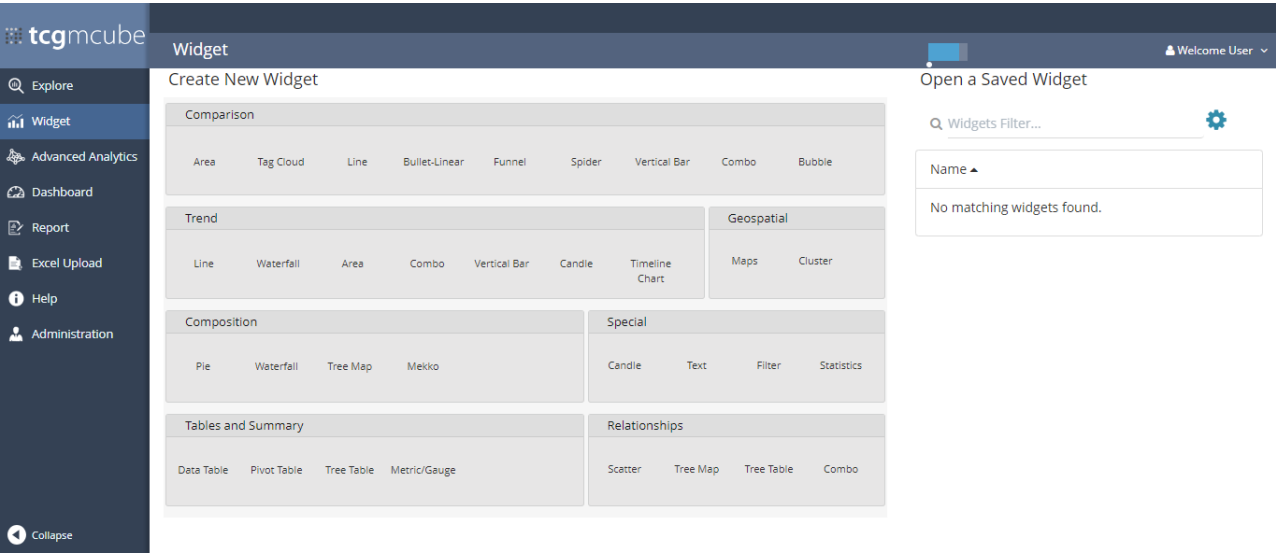 tcgmcube
Widget
Welcome User
Explore
Widget
Advanced Analytics
Dashboard
Report
Excel Upload
Help
Administration
Collapse
Create New Widget
Comparison
Area Tag Cloud Line Bullet-Linear Funnel Spider Vertical Bar Combo Bubble
Trend
Line Waterfall Area Combo Vertical Bar Candle Timeline
Chart
Geospatial
Maps Cluster
Composition
Pie Waterfall Tree Map Mekko
Special
Candle Text Filter Statistics
Tables and Summary
Data Table Pivot Table Tree Table Metric/Gauge
Relationships
Scatter Tree Map Tree Table Combo
Open a Saved Widget
Widgets Filter...
Name
No matching widgets found.